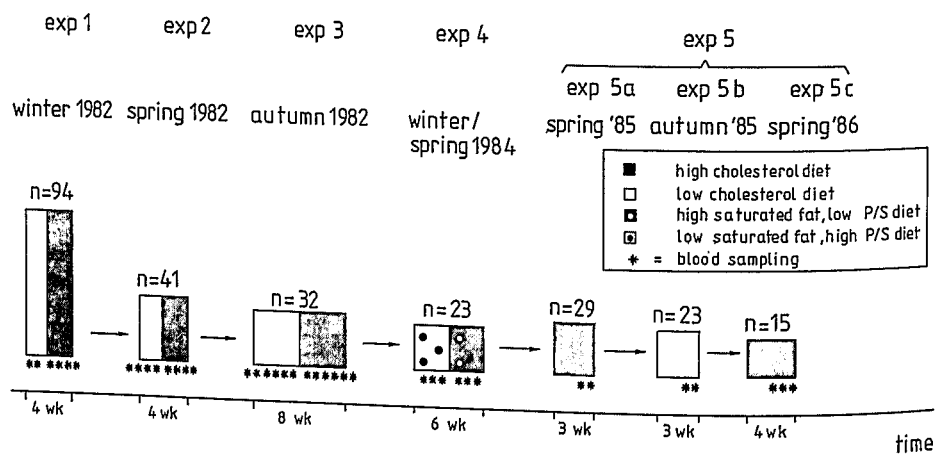 exp 1 exp 2 exp 3 exp 4 exp 5
exp 5a exp 5b exp 5c
winter 1982 spring 1982 autumn 1982 winter/ spring '85 autumn '85 spring '86
spring 1984
high cholesterol diet
low cholesterol diet
high saturated fat, low P/S diet
low saturated fat, high P/S diet
* = blood sampling
n=94
n=41
n=32
n=23
n=29
n=23
n=15
** **** **** **** ****** ****** *** *** ** ** ***
4 wk 4 wk 8 wk 6 wk 3 wk 3 wk 4 wk
time